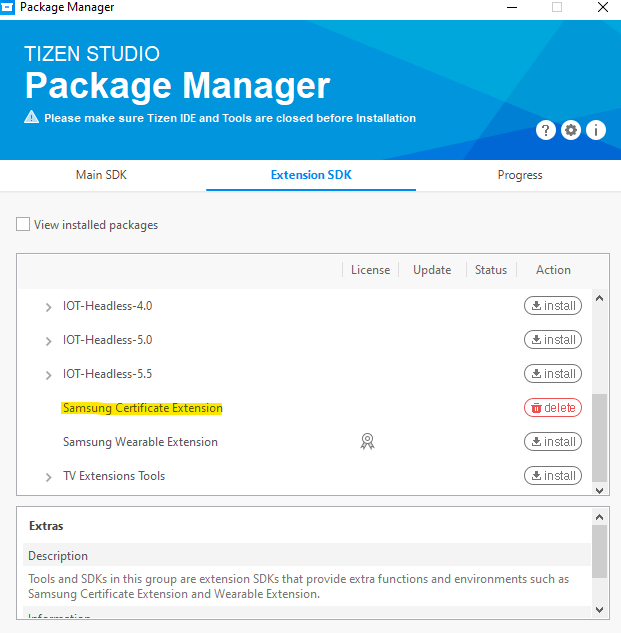 Package Manager
TIZEN STUDIO
Package Manager
Please make sure Tizen IDE and Tools are closed before Installation
? i
Main SDK Extension SDK Progress
View installed packages
License Update Status Action
IOT-Headless-4.0 install
IOT-Headless-5.0 install
IOT-Headless-5.5 install
Samsung Certificate Extension delete
Samsung Wearable Extension install
TV Extensions Tools install
Extras
Description
Tools and SDKs in this group are extension SDKs that provide extra functions and environments such as
Samsung Certificate Extension and Wearable Extension.